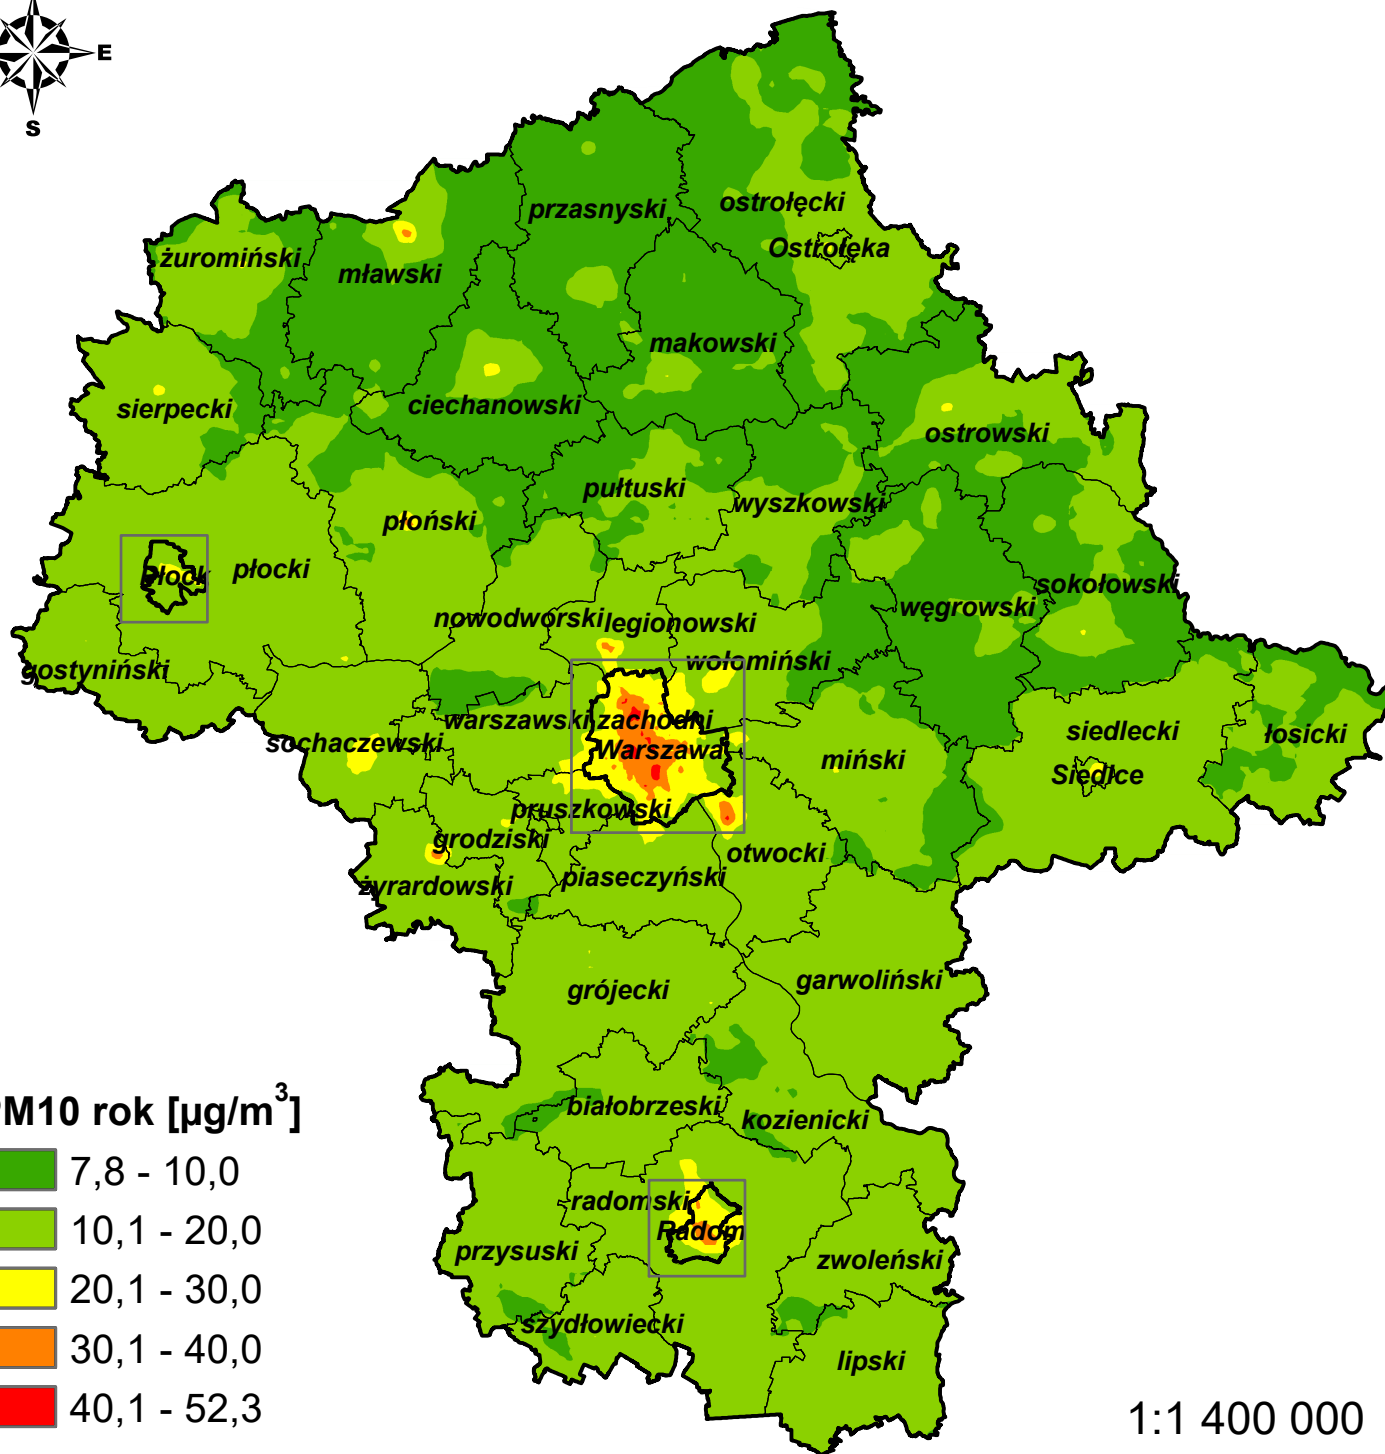 E
S
przasnyski
ostrołęcki
Ostrołęka
żuromiński
mławski
makowski
sierpecki
ciechanowski
ostrowski
pułtuski
wyszkowski
płoński
Płock
płocki
sokołowski
węgrowski
nowodworski
legionowski
gostyniński
wołomiński
warszawski zachodni
siedlecki
łosicki
sochaczewski
Warszawa
miński
Siedlce
pruszkowski
grodziski
otwocki
żyrardowski
piaseczyński
garwoliński
grójecki
białobrzeski
kozienicki
radomski
Radom
przysuski
zwoleński
szydłowiecki
lipski
PM10 rok [µg/m³]
7,8 - 10,0
10,1 - 20,0
20,1 - 30,0
30,1 - 40,0
40,1 - 52,3
1:1 400 000